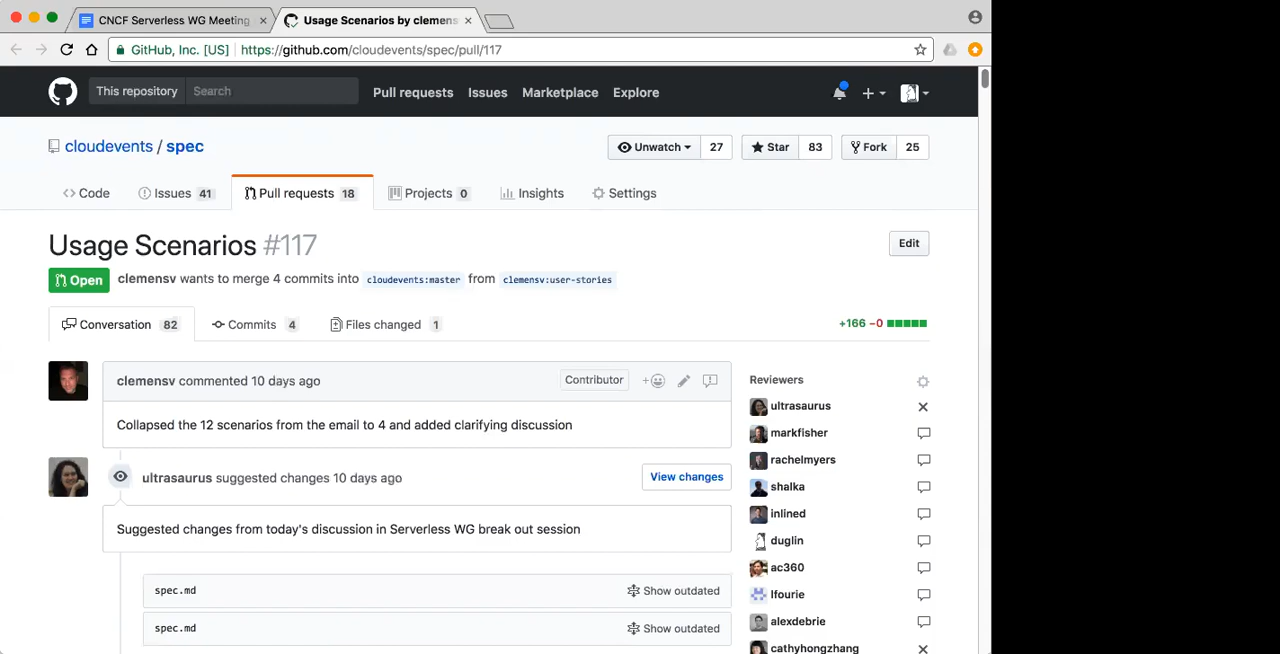 CNCF Serverless WG Meeting
Usage Scenarios by clemens
GitHub, Inc. [US] https://github.com/cloudevents/spec/pull/117
This repository Search Pull requests Issues Marketplace Explore
cloudevents / spec Unwatch 27 Star 83 Fork 25
Code Issues 41 Pull requests 18 Projects 0 Insights Settings
Usage Scenarios #117 Edit
Open clemensv wants to merge 4 commits into cloudevents:master from clemensv:user-stories
Conversation 82 Commits 4 Files changed 1 +166 −0
clemensv commented 10 days ago Contributor
Collapsed the 12 scenarios from the email to 4 and added clarifying discussion
ultrasaurus suggested changes 10 days ago View changes
Suggested changes from today's discussion in Serverless WG break out session
spec.md Show outdated
spec.md Show outdated
Reviewers
ultrasaurus
markfisher
rachelmyers
shalka
inlined
duglin
ac360
lfourie
alexdebrie
cathyhongzhang